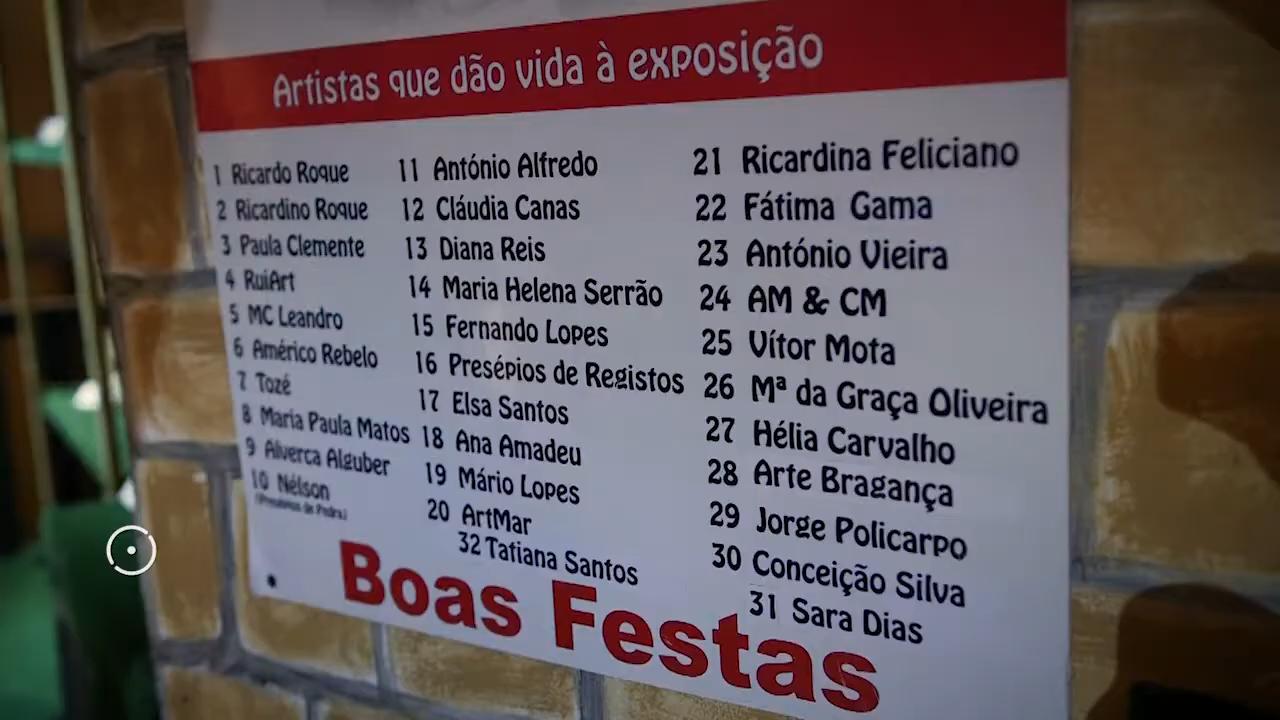 Artistas que dão vida à exposição
1 Ricardo Roque
2 Ricardino Roque
3 Paula Clemente
4 RuiArt
5 MC Leandro
6 Américo Rebelo
7 Tozé
8 Maria Paula Matos
9 Alverca Alguber
10 Nélson
(Presépios de Pedra)
11 António Alfredo
12 Cláudia Canas
13 Diana Reis
14 Maria Helena Serrão
15 Fernando Lopes
16 Presépios de Registos
17 Elsa Santos
18 Ana Amadeu
19 Mário Lopes
20 ArtMar
32 Tatiana Santos
21 Ricardina Feliciano
22 Fátima Gama
23 António Vieira
24 AM & CM
25 Vítor Mota
26 Mª da Graça Oliveira
27 Hélia Carvalho
28 Arte Bragança
29 Jorge Policarpo
30 Conceição Silva
31 Sara Dias
Boas Festas